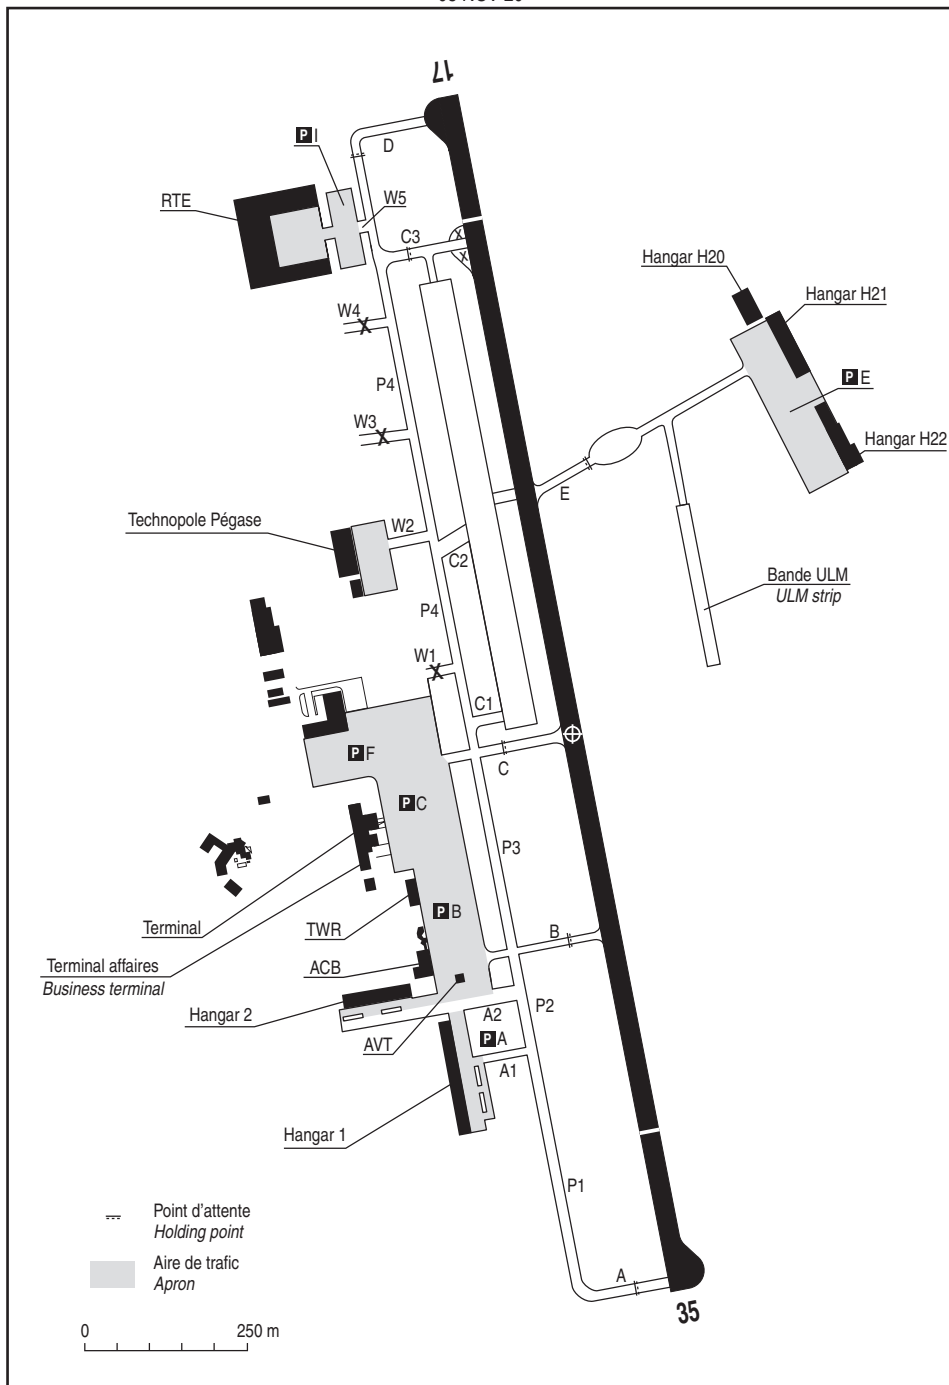 17
D
P I
RTE
W5
C3
X
X
Hangar H20
Hangar H21
W4
X
P4
P E
W3
X
Hangar H22
E
Technopole Pégase
W2
C2
Bande ULM
ULM strip
P4
W1
X
C1
P F
C
P C
P3
P B
B
Terminal
TWR
Terminal affaires
Business terminal
ACB
Hangar 2
A2
P2
P A
AVT
A1
Hangar 1
P1
Point d'attente
Holding point
Aire de trafic
Apron
A
35
0 250 m